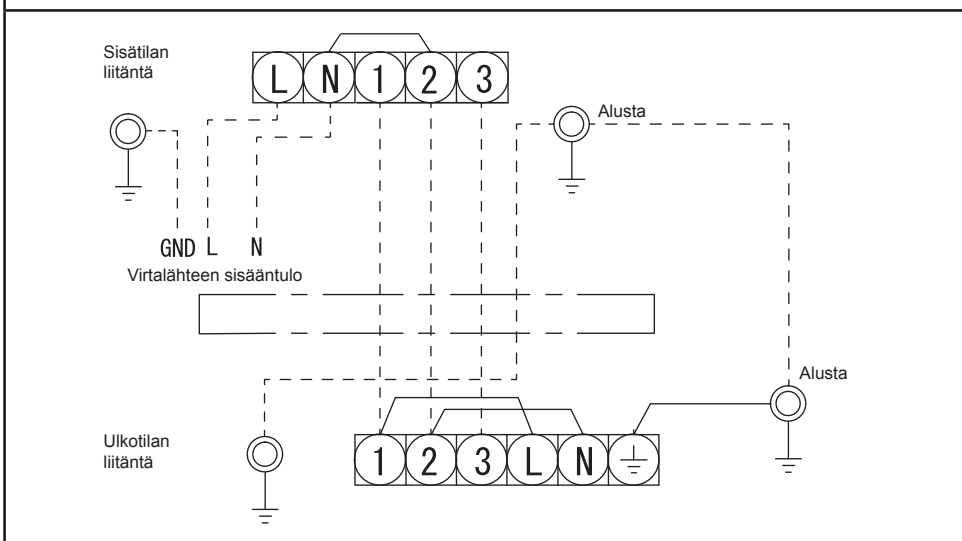 Sisätilan
liitäntä
L N 1 2 3
Alusta
GND L N
Virtalähteen sisääntulo
Alusta
Ulkotilan
liitäntä
1 2 3 L N